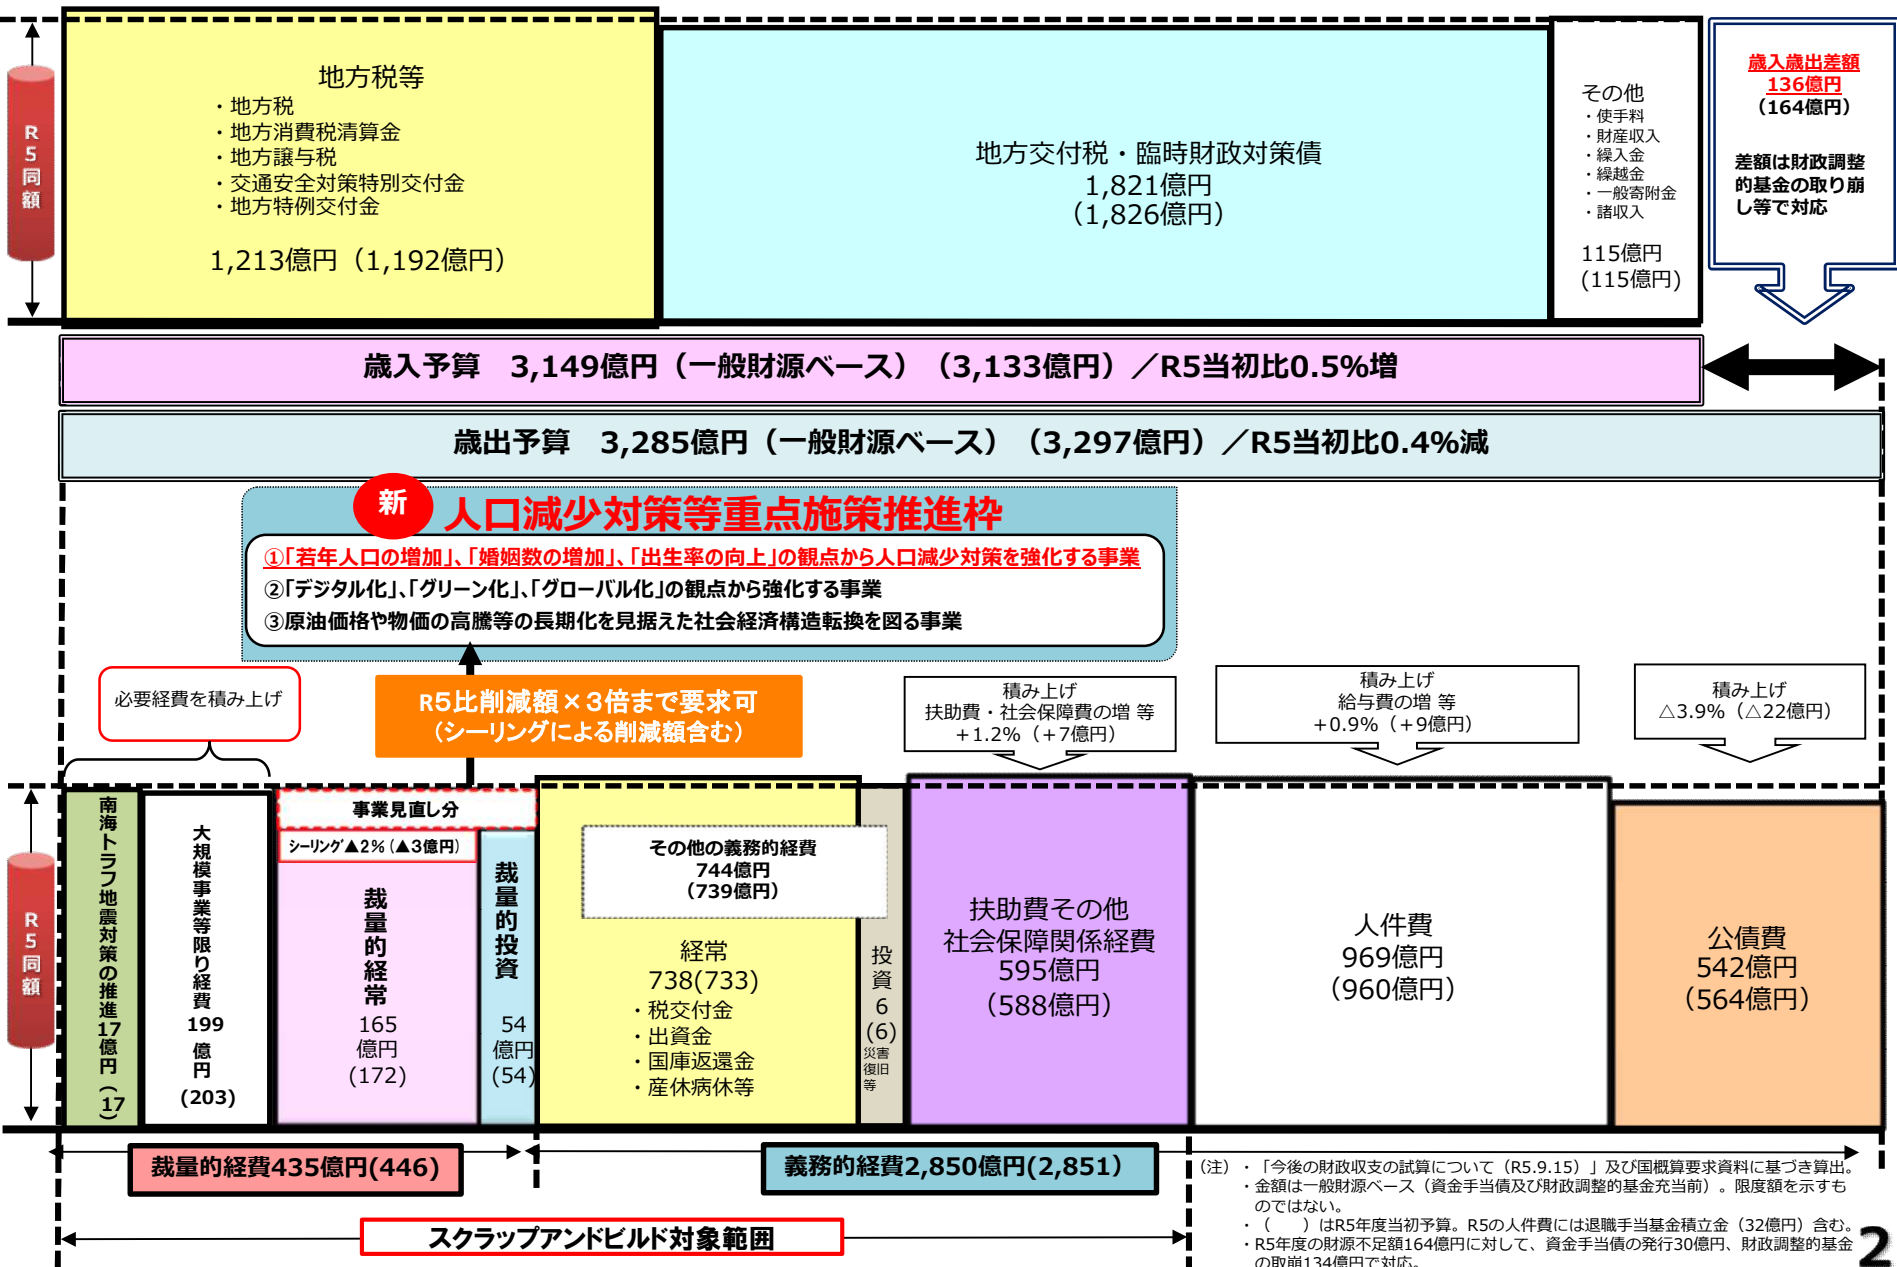 R5同額
地方税等
・地方税
・地方消費税清算金
・地方譲与税
・交通安全対策特別交付金
・地方特例交付金
1,213億円（1,192億円）
地方交付税・臨時財政対策債
1,821億円
（1,826億円）
その他
・使手料
・財産収入
・繰入金
・繰越金
・一般寄附金
・諸収入
115億円
(115億円)
歳入歳出差額
136億円
（164億円）
差額は財政調整
的基金の取り崩
し等で対応
歳入予算　3,149億円（一般財源ベース）（3,133億円）／R5当初比0.5%増
歳出予算　3,285億円（一般財源ベース）（3,297億円）／R5当初比0.4%減
新
人口減少対策等重点施策推進枠
①「若年人口の増加」、「婚姻数の増加」、「出生率の向上」の観点から人口減少対策を強化する事業
②「デジタル化」、「グリーン化」、「グローバル化」の観点から強化する事業
③原油価格や物価の高騰等の長期化を見据えた社会経済構造転換を図る事業
必要経費を積み上げ
R5比削減額×３倍まで要求可
（シーリングによる削減額含む）
積み上げ
扶助費・社会保障費の増 等
+1.2%（+7億円）
積み上げ
給与費の増 等
+0.9%（+9億円）
積み上げ
△3.9%（△22億円）
R5同額
南海トラフ地震対策の推進17億円（17）
大規模事業等限り経費
199
億円
(203)
事業見直し分
シーリング▲2%（▲3億円）
裁量的経常
165
億円
(172)
裁量的投資
54
億円
(54)
その他の義務的経費
744億円
(739億円)
経常
738(733)
・税交付金
・出資金
・国庫返還金
・産休病休等
投資
6
(6)
災害
復旧
等
扶助費その他
社会保障関係経費
595億円
（588億円）
人件費
969億円
（960億円）
公債費
542億円
（564億円）
裁量的経費435億円(446)
義務的経費2,850億円(2,851）
スクラップアンドビルド対象範囲
（注）・「今後の財政収支の試算について（R5.9.15）」及び国概算要求資料に基づき算出。
・金額は一般財源ベース（資金手当債及び財政調整的基金充当前）。限度額を示すも
のではない。
・（　　）はR5年度当初予算。R5の人件費には退職手当基金積立金（32億円）含む。
・R5年度の財源不足額164億円に対して、資金手当債の発行30億円、財政調整的基金
の取崩134億円で対応。
2